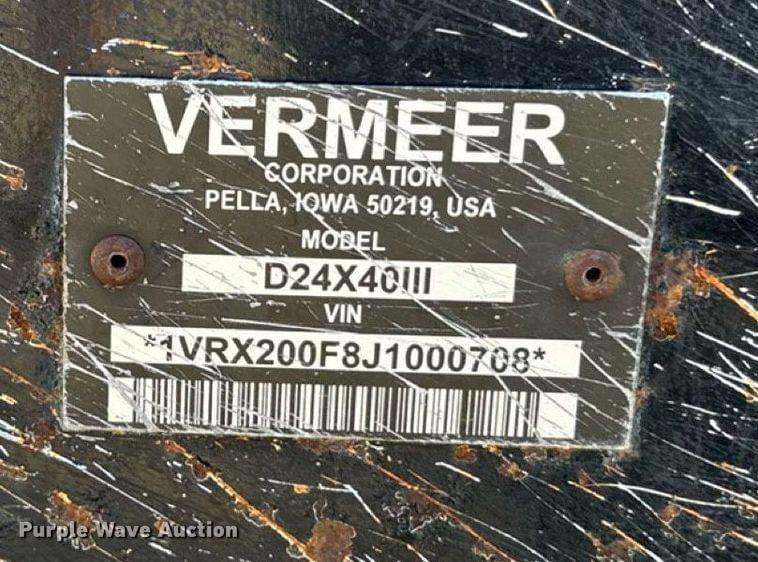 VERMEER
CORPORATION
PELLA, IOWA 50219, USA
MODEL
D24X40III
VIN
*1VRX200F8J1000708*
Purple Wave Auction